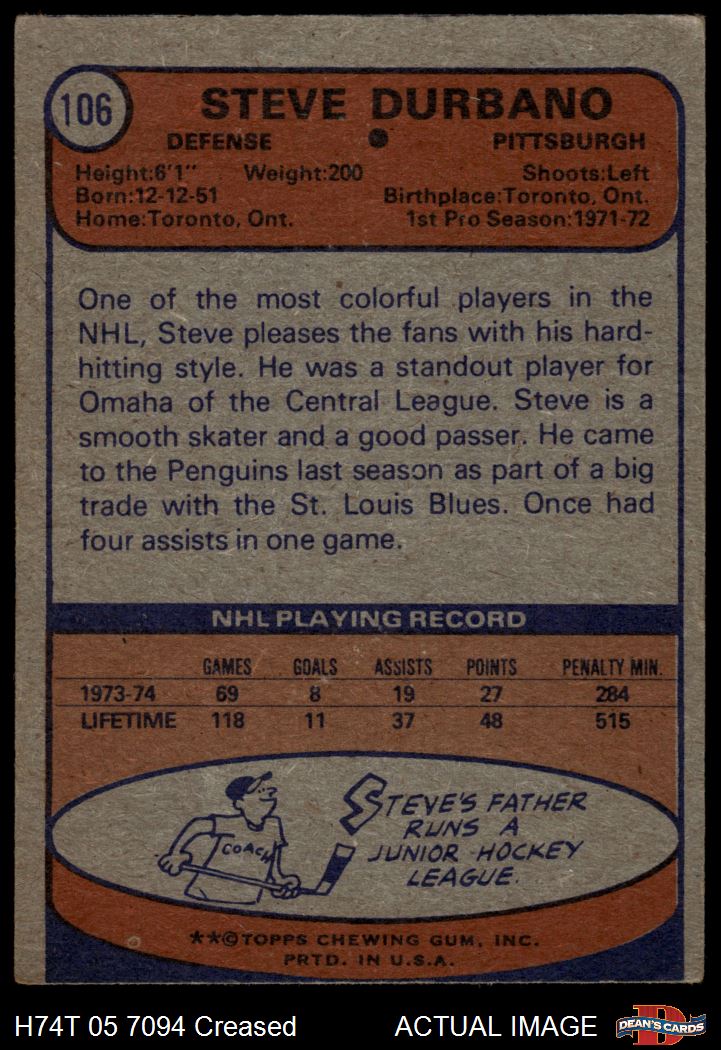 106
STEVE DURBANO
DEFENSE PITTSBURGH
Height:6'1" Weight:200 Shoots:Left
Born:12-12-51 Birthplace:Toronto, Ont.
Home:Toronto, Ont. 1st Pro Season:1971-72
One of the most colorful players in the
NHL, Steve pleases the fans with his hard-
hitting style. He was a standout player for
Omaha of the Central League. Steve is a
smooth skater and a good passer. He came
to the Penguins last season as part of a big
trade with the St. Louis Blues. Once had
four assists in one game.
NHL PLAYING RECORD
GAMES GOALS ASSISTS POINTS PENALTY MIN.
1973-74 69 8 19 27 284
LIFETIME 118 11 37 48 515
COACH
STEVE'S FATHER
RUNS A
JUNIOR HOCKEY
LEAGUE.
**©TOPPS CHEWING GUM, INC.
PRTD. IN U.S.A.
H74T 05 7094 Creased ACTUAL IMAGE
D
DEAN'S CARDS